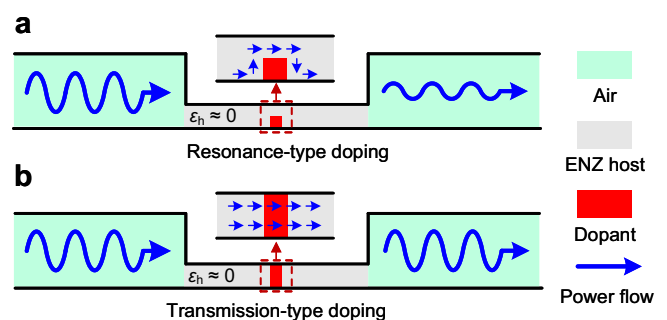 a
εh ≈ 0
Resonance-type doping
b
εh ≈ 0
Transmission-type doping
Air
ENZ host
Dopant
Power flow